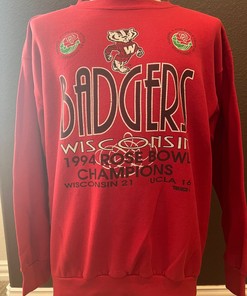 W
BADGERS
WISCONSIN
1994 ROSE BOWL
CHAMPIONS
WISCONSIN 21 UCLA 16